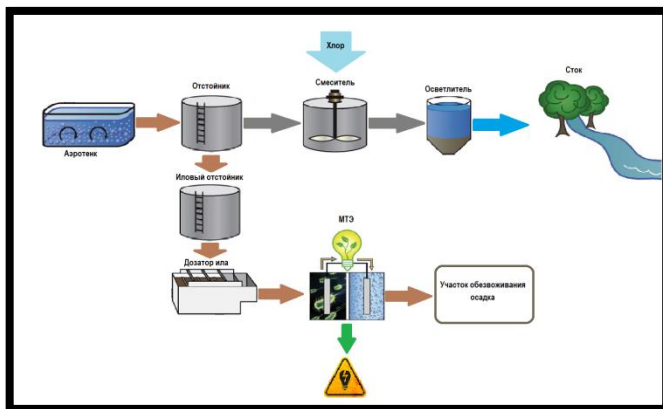 Хлор
Отстойник
Смеситель
Осветлитель
Сток
Аэротенк
Иловый отстойник
Дозатор ила
МТЭ
Участок обезвоживания
осадка